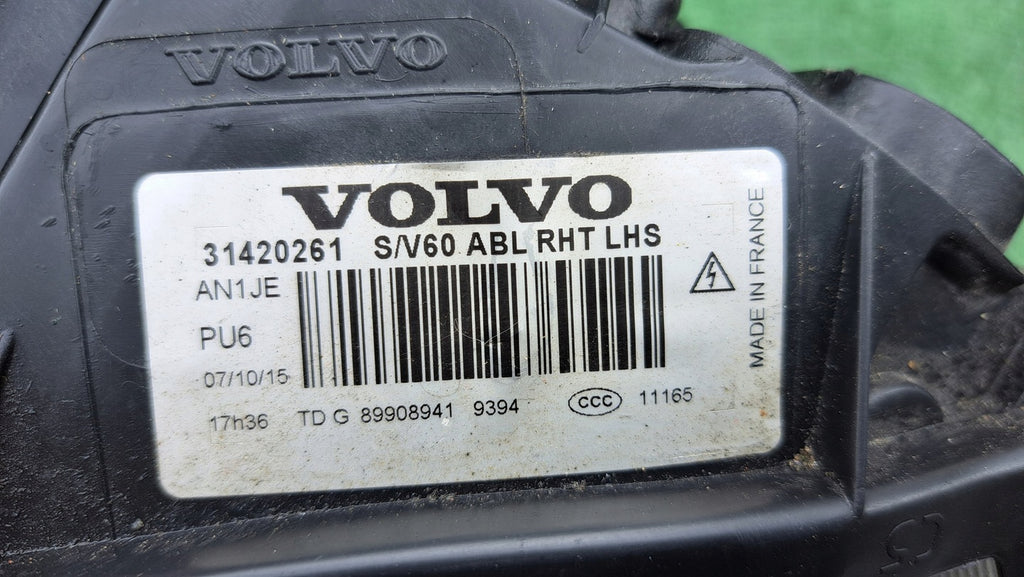 VOLVO
VOLVO
31420261 S/V60 ABL RHT LHS
AN1JE
PU6
07/10/15
17h36 TD G 89908941 9394 CCC 11165
MADE IN FRANCE